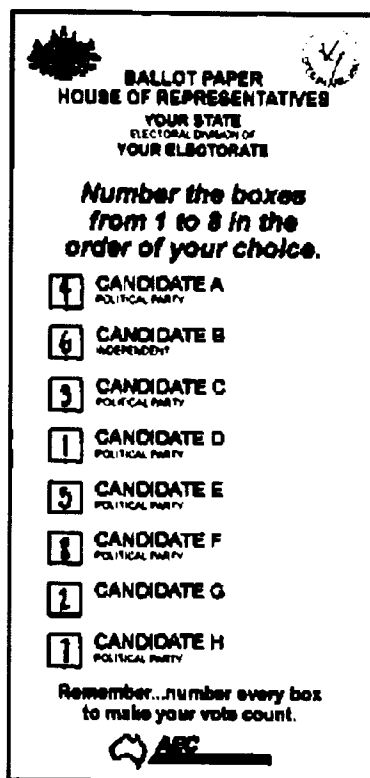 BALLOT PAPER
HOUSE OF REPRESENTATIVES
YOUR STATE
ELECTORAL DIVISION OF
YOUR ELECTORATE
Number the boxes
from 1 to 8 in the
order of your choice.
4 CANDIDATE A
POLITICAL PARTY
6 CANDIDATE B
INDEPENDENT
3 CANDIDATE C
POLITICAL PARTY
1 CANDIDATE D
POLITICAL PARTY
5 CANDIDATE E
POLITICAL PARTY
8 CANDIDATE F
POLITICAL PARTY
2 CANDIDATE G
7 CANDIDATE H
POLITICAL PARTY
Remember...number every box
to make your vote count.
AEC